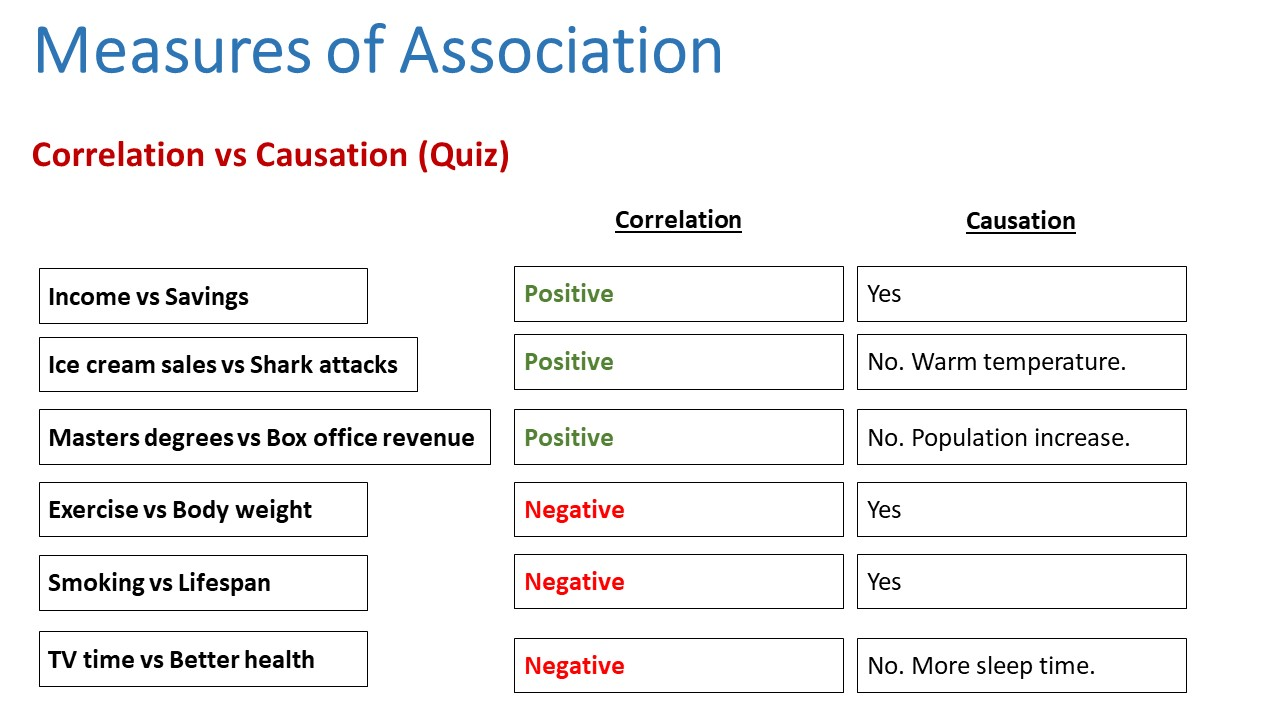 Measures of Association
Correlation vs Causation (Quiz)
Correlation Causation
Income vs Savings Positive Yes
Ice cream sales vs Shark attacks Positive No. Warm temperature.
Masters degrees vs Box office revenue Positive No. Population increase.
Exercise vs Body weight Negative Yes
Smoking vs Lifespan Negative Yes
TV time vs Better health Negative No. More sleep time.